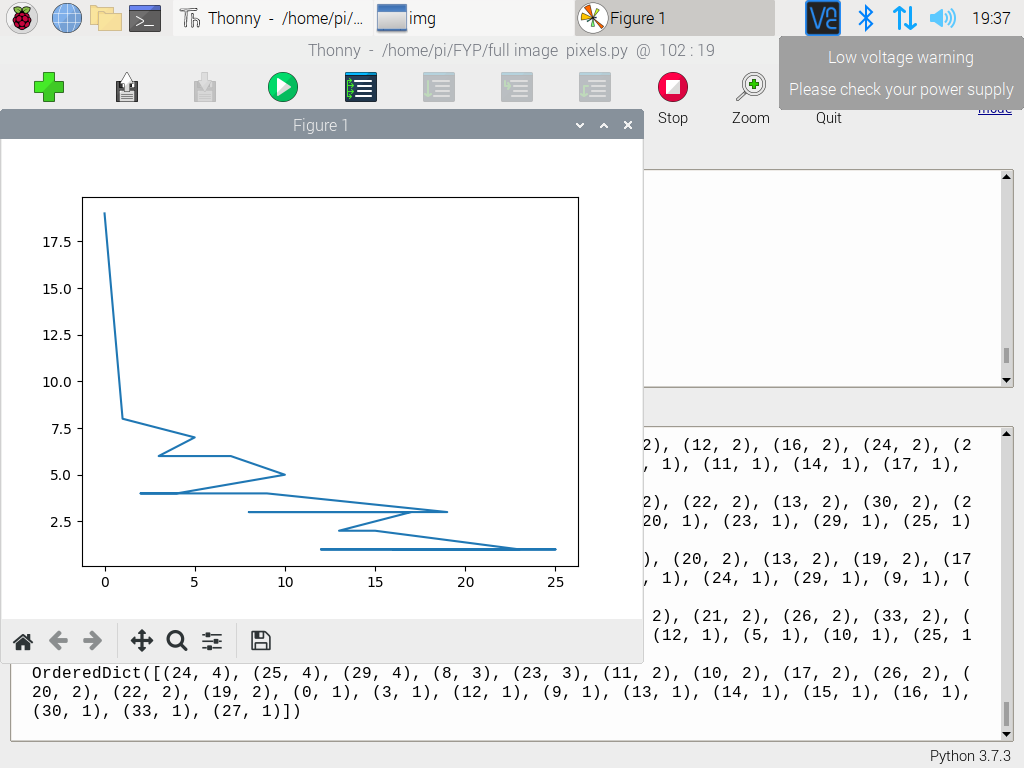 Thonny - /home/pi/...
img
Figure 1
19:37
Thonny - /home/pi/FYP/full image pixels.py @ 102 : 19
Low voltage warning
Please check your power supply
Stop
Zoom
Quit
Figure 1
17.5
15.0
12.5
10.0
7.5
5.0
2.5
0 5 10 15 20 25
2), (12, 2), (16, 2), (24, 2), (2
, 1), (11, 1), (14, 1), (17, 1),
2), (22, 2), (13, 2), (30, 2), (2
20, 1), (23, 1), (29, 1), (25, 1)
), (20, 2), (13, 2), (19, 2), (17
, 1), (24, 1), (29, 1), (9, 1), (
2), (21, 2), (26, 2), (33, 2), (
(12, 1), (5, 1), (10, 1), (25, 1
OrderedDict([(24, 4), (25, 4), (29, 4), (8, 3), (23, 3), (11, 2), (10, 2), (17, 2), (26, 2), (
20, 2), (22, 2), (19, 2), (0, 1), (3, 1), (12, 1), (9, 1), (13, 1), (14, 1), (15, 1), (16, 1),
(30, 1), (33, 1), (27, 1)])
Python 3.7.3